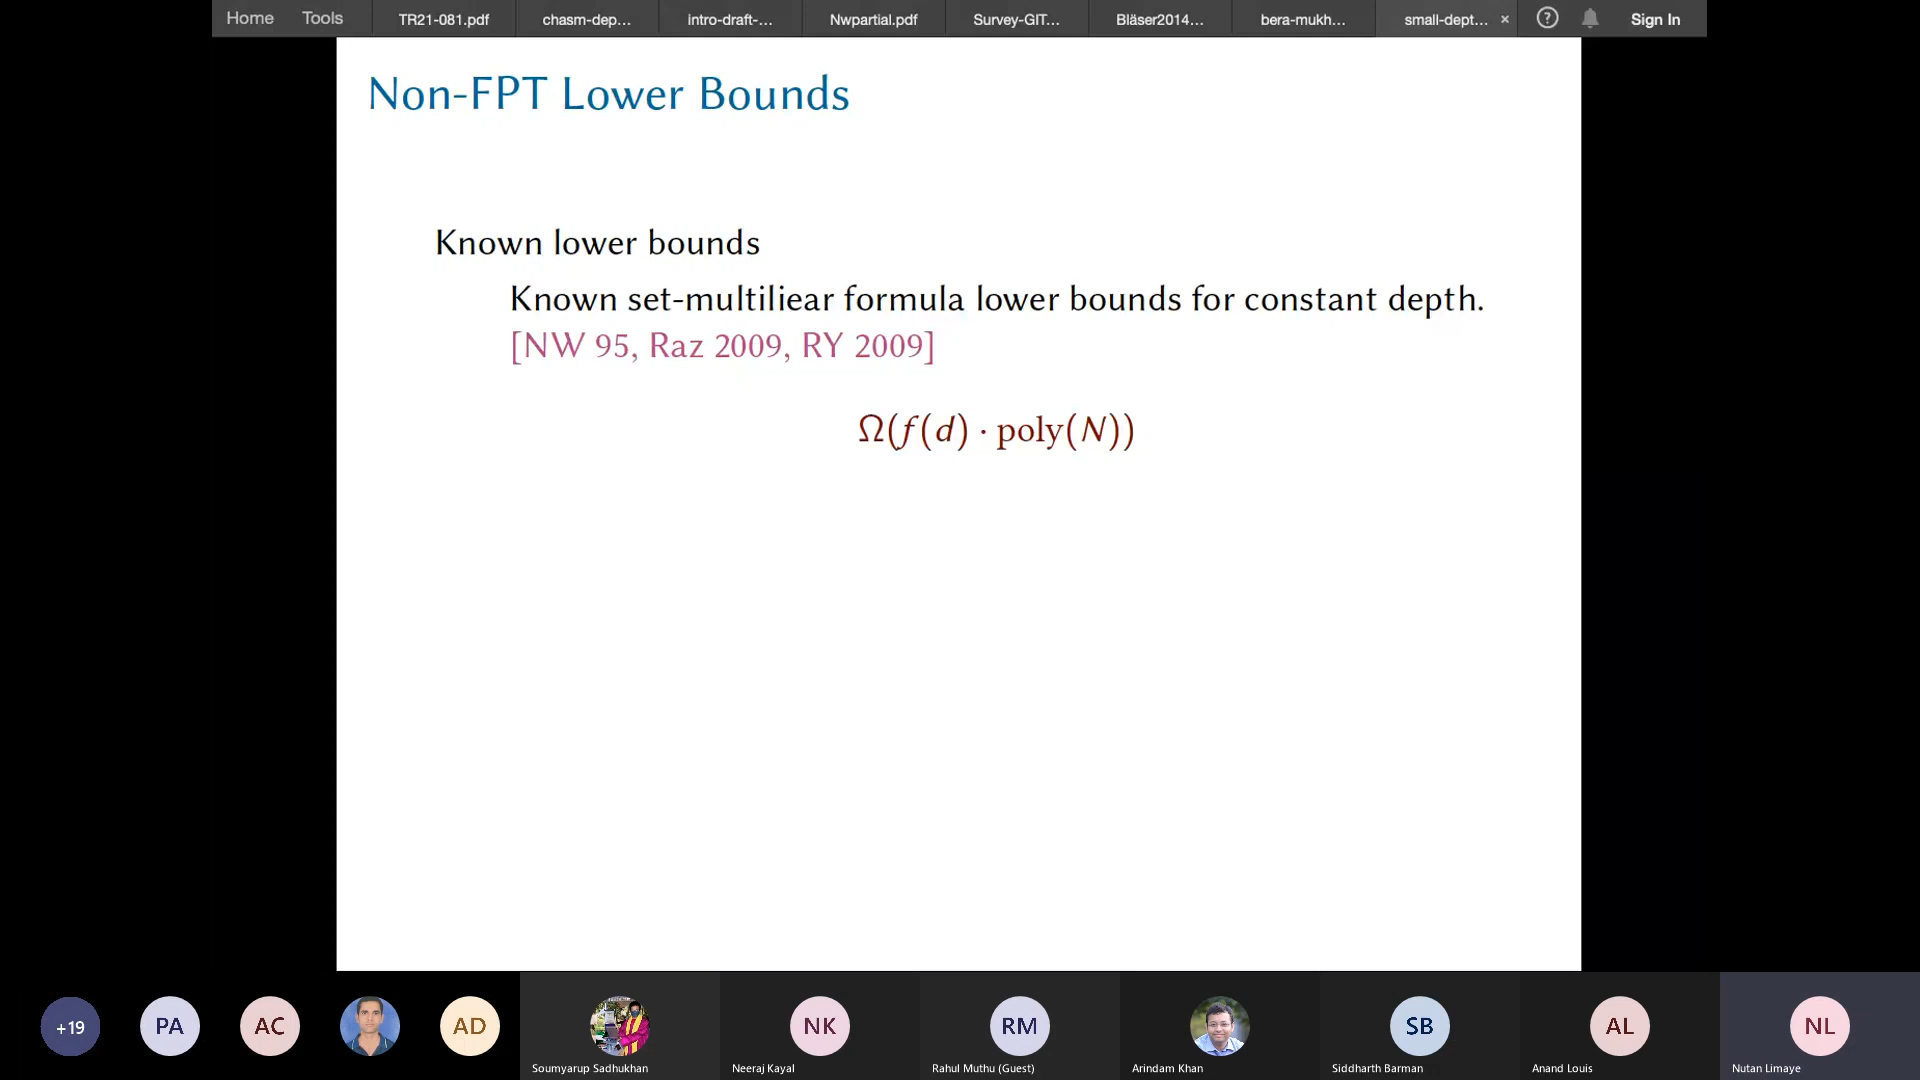 Home Tools TR21-081.pdf chasm-dep... intro-draft-... Nwpartial.pdf Survey-GIT... Bläser2014... bera-mukh... small-dept... × ? Sign In
Non-FPT Lower Bounds
Known lower bounds
Known set-multiliear formula lower bounds for constant depth.
[NW 95, Raz 2009, RY 2009]
Ω(f(d) · poly(N))
+19 PA AC AD NK RM SB AL NL
Soumyarup Sadhukhan Neeraj Kayal Rahul Muthu (Guest) Arindam Khan Siddharth Barman Anand Louis Nutan Limaye